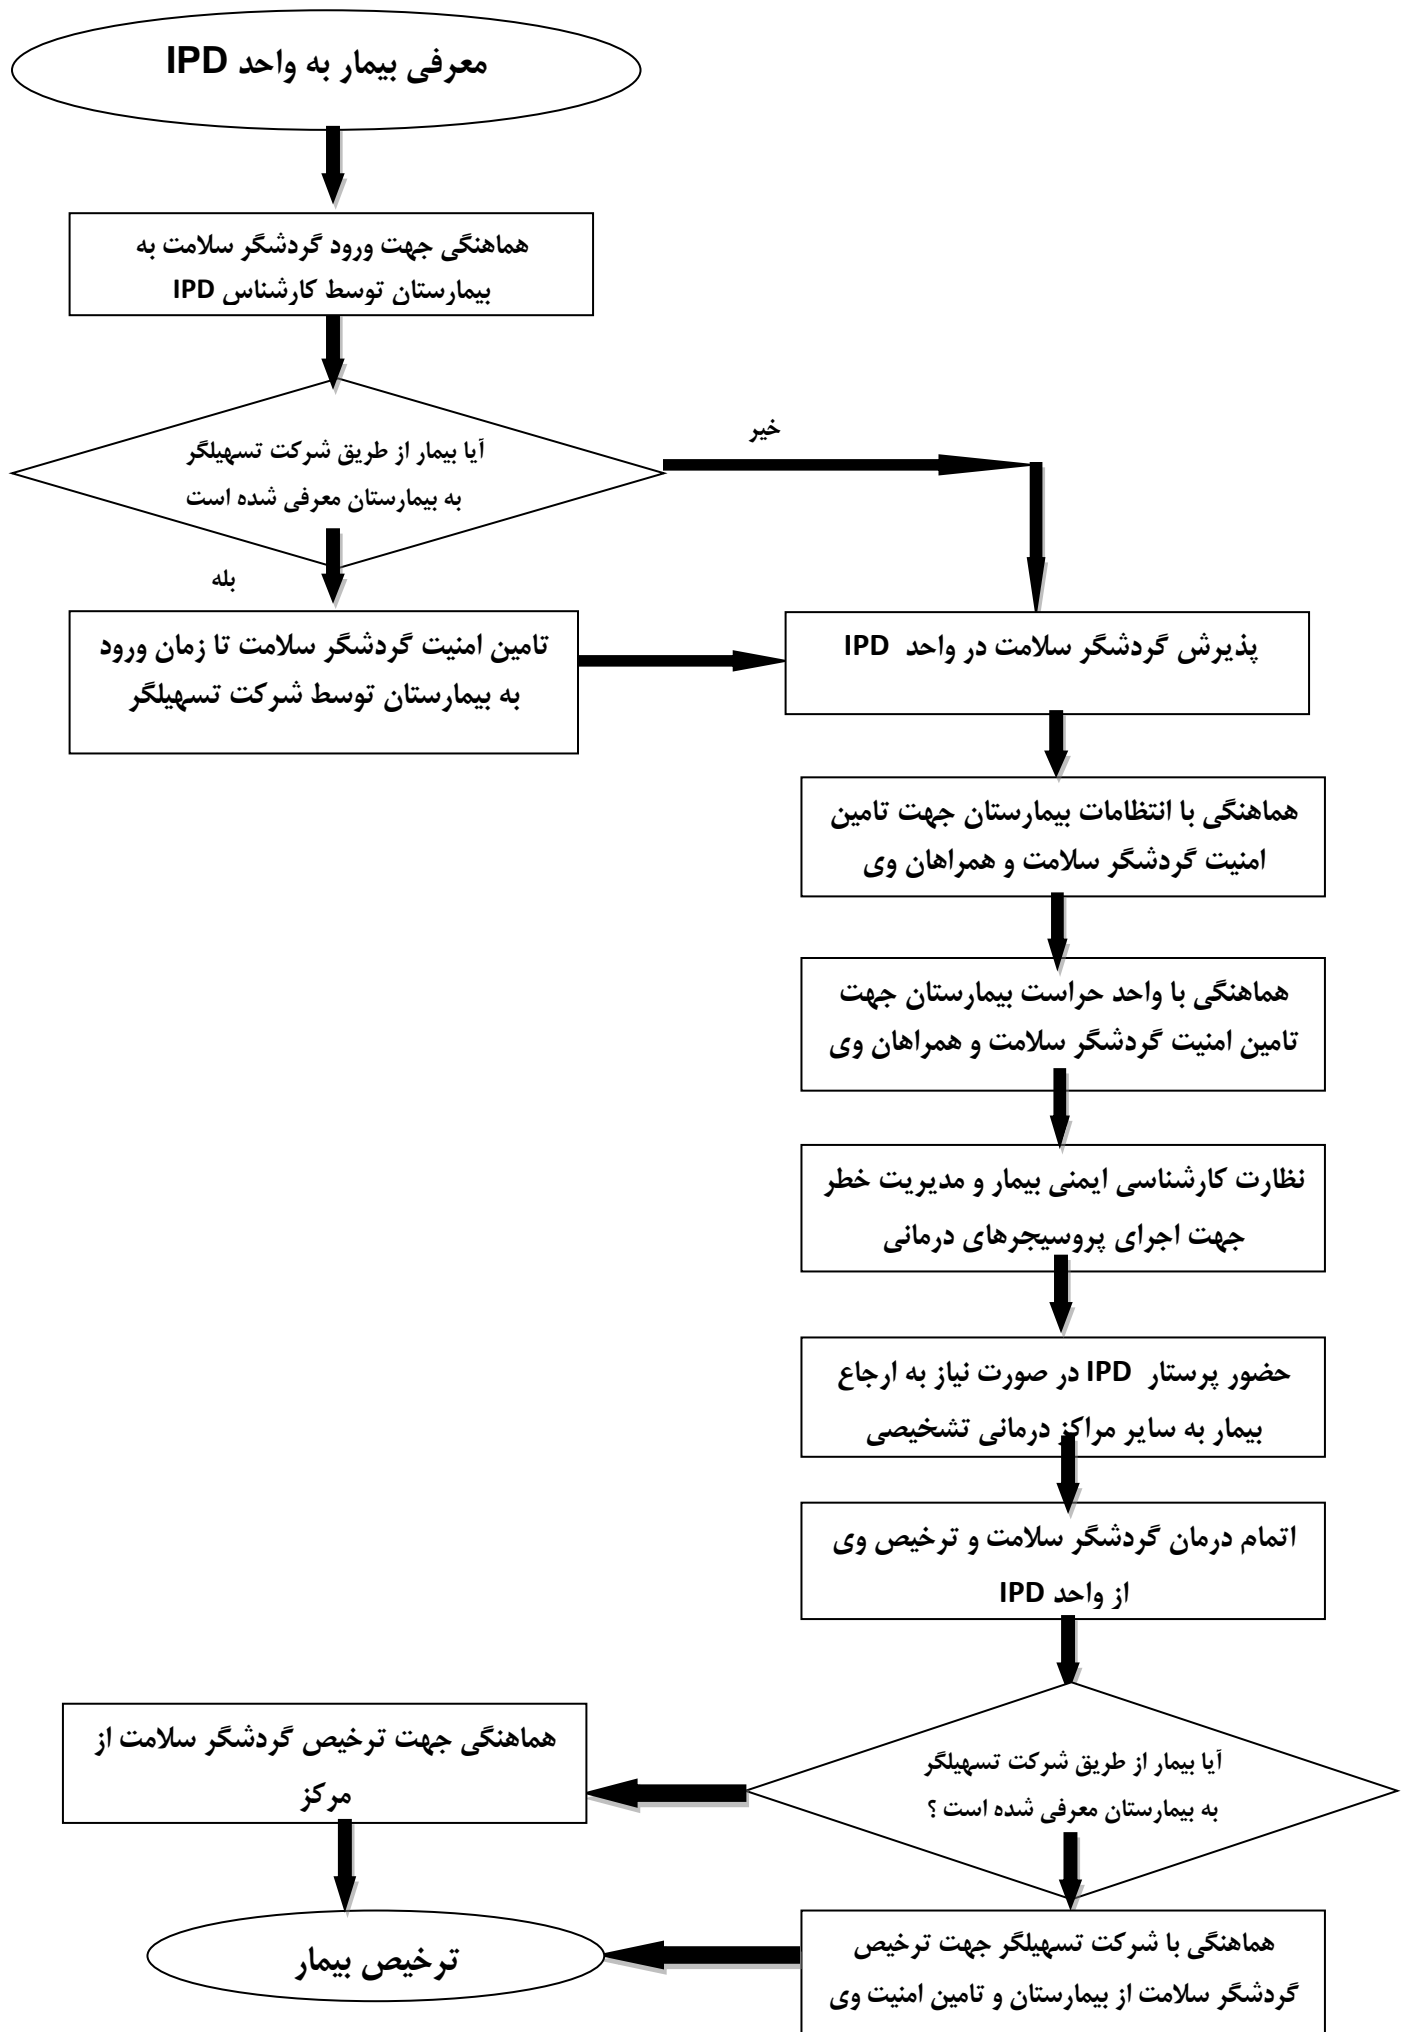 معرفی بیمار به واحد IPD
هماهنگی جهت ورود گردشگر سلامت به
بیمارستان توسط کارشناس IPD
آیا بیمار از طریق شرکت تسهیلگر
به بیمارستان معرفی شده است
خیر
بله
تامین امنیت گردشگر سلامت تا زمان ورود
به بیمارستان توسط شرکت تسهیلگر
پذیرش گردشگر سلامت در واحد IPD
هماهنگی با انتظامات بیمارستان جهت تامین
امنیت گردشگر سلامت و همراهان وی
هماهنگی با واحد حراست بیمارستان جهت
تامین امنیت گردشگر سلامت و همراهان وی
نظارت کارشناسی ایمنی بیمار و مدیریت خطر
جهت اجرای پروسیجرهای درمانی
حضور پرستار IPD در صورت نیاز به ارجاع
بیمار به سایر مراکز درمانی تشخیصی
اتمام درمان گردشگر سلامت و ترخیص وی
از واحد IPD
آیا بیمار از طریق شرکت تسهیلگر
به بیمارستان معرفی شده است ؟
هماهنگی جهت ترخیص گردشگر سلامت از
مرکز
هماهنگی با شرکت تسهیلگر جهت ترخیص
گردشگر سلامت از بیمارستان و تامین امنیت وی
ترخیص بیمار